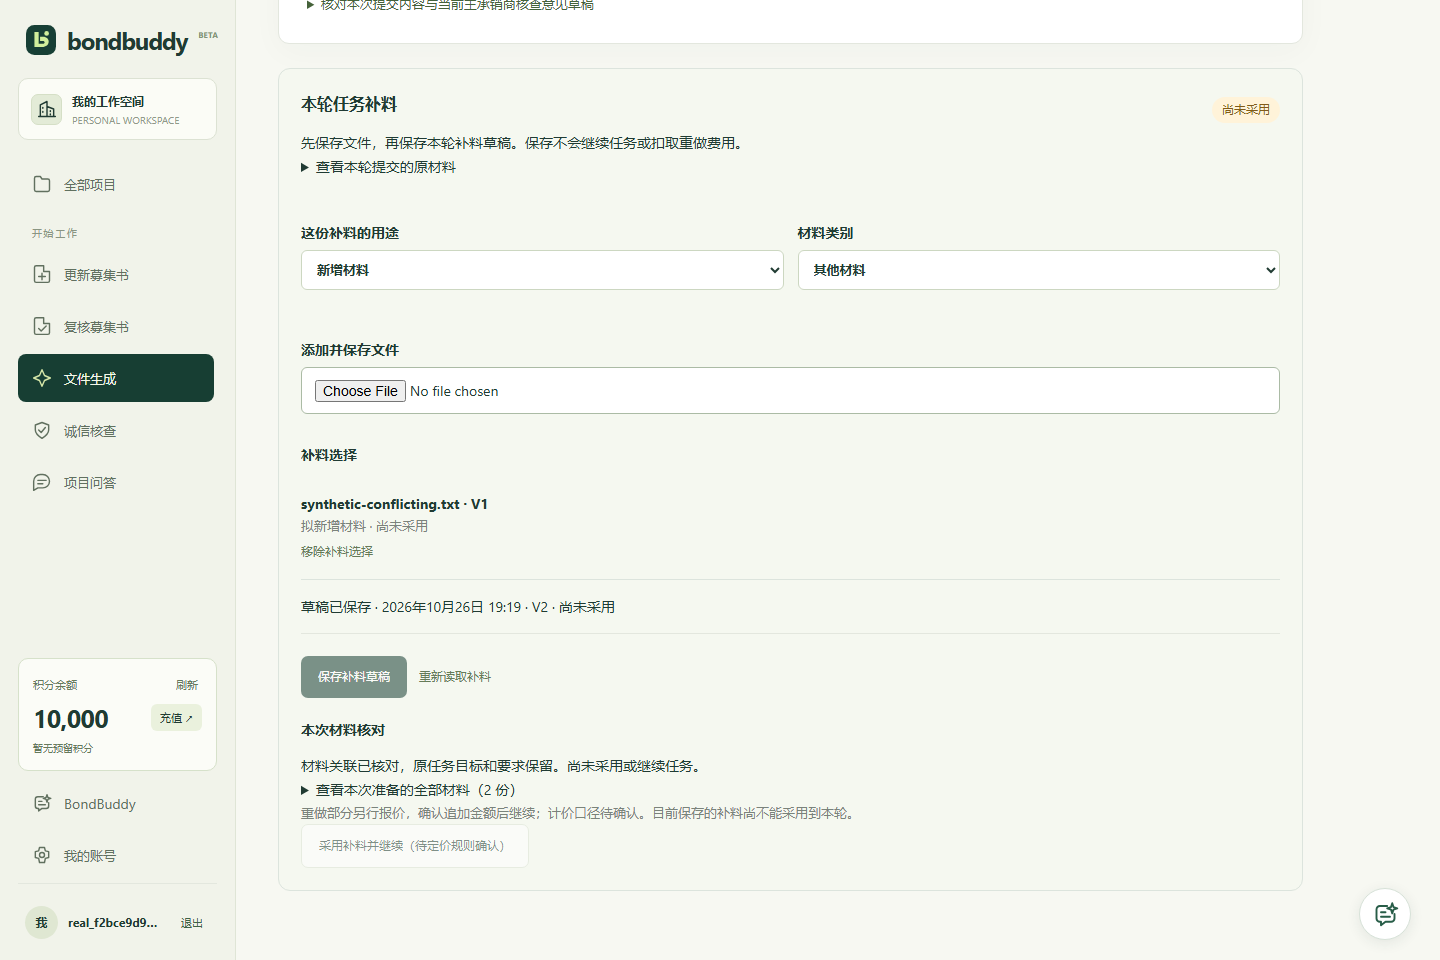 bondbuddy BETA
我的工作空间
PERSONAL WORKSPACE
全部项目
开始工作
更新募集书
复核募集书
文件生成
诚信核查
项目问答
积分余额 刷新
10,000 充值 ↗
暂无预留积分
BondBuddy
我的账号
我 real_f2bce9d9... 退出
▶ 核对本次提交内容与当前主承销商核查意见草稿
本轮任务补料
尚未采用
先保存文件，再保存本轮补料草稿。保存不会继续任务或扣取重做费用。
▶ 查看本轮提交的原材料
这份补料的用途 材料类别
新增材料 其他材料
添加并保存文件
Choose File No file chosen
补料选择
synthetic-conflicting.txt · V1
拟新增材料 · 尚未采用
移除补料选择
草稿已保存 · 2026年10月26日 19:19 · V2 · 尚未采用
保存补料草稿 重新读取补料
本次材料核对
材料关联已核对，原任务目标和要求保留。尚未采用或继续任务。
▶ 查看本次准备的全部材料（2 份）
重做部分另行报价，确认追加金额后继续；计价口径待确认。目前保存的补料尚不能采用到本轮。
采用补料并继续（待定价规则确认）